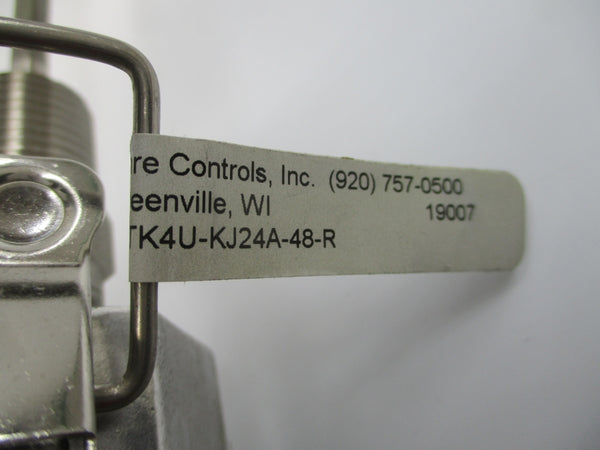 re Controls, Inc. (920) 757-0500
eenville, WI 19007
TK4U-KJ24A-48-R